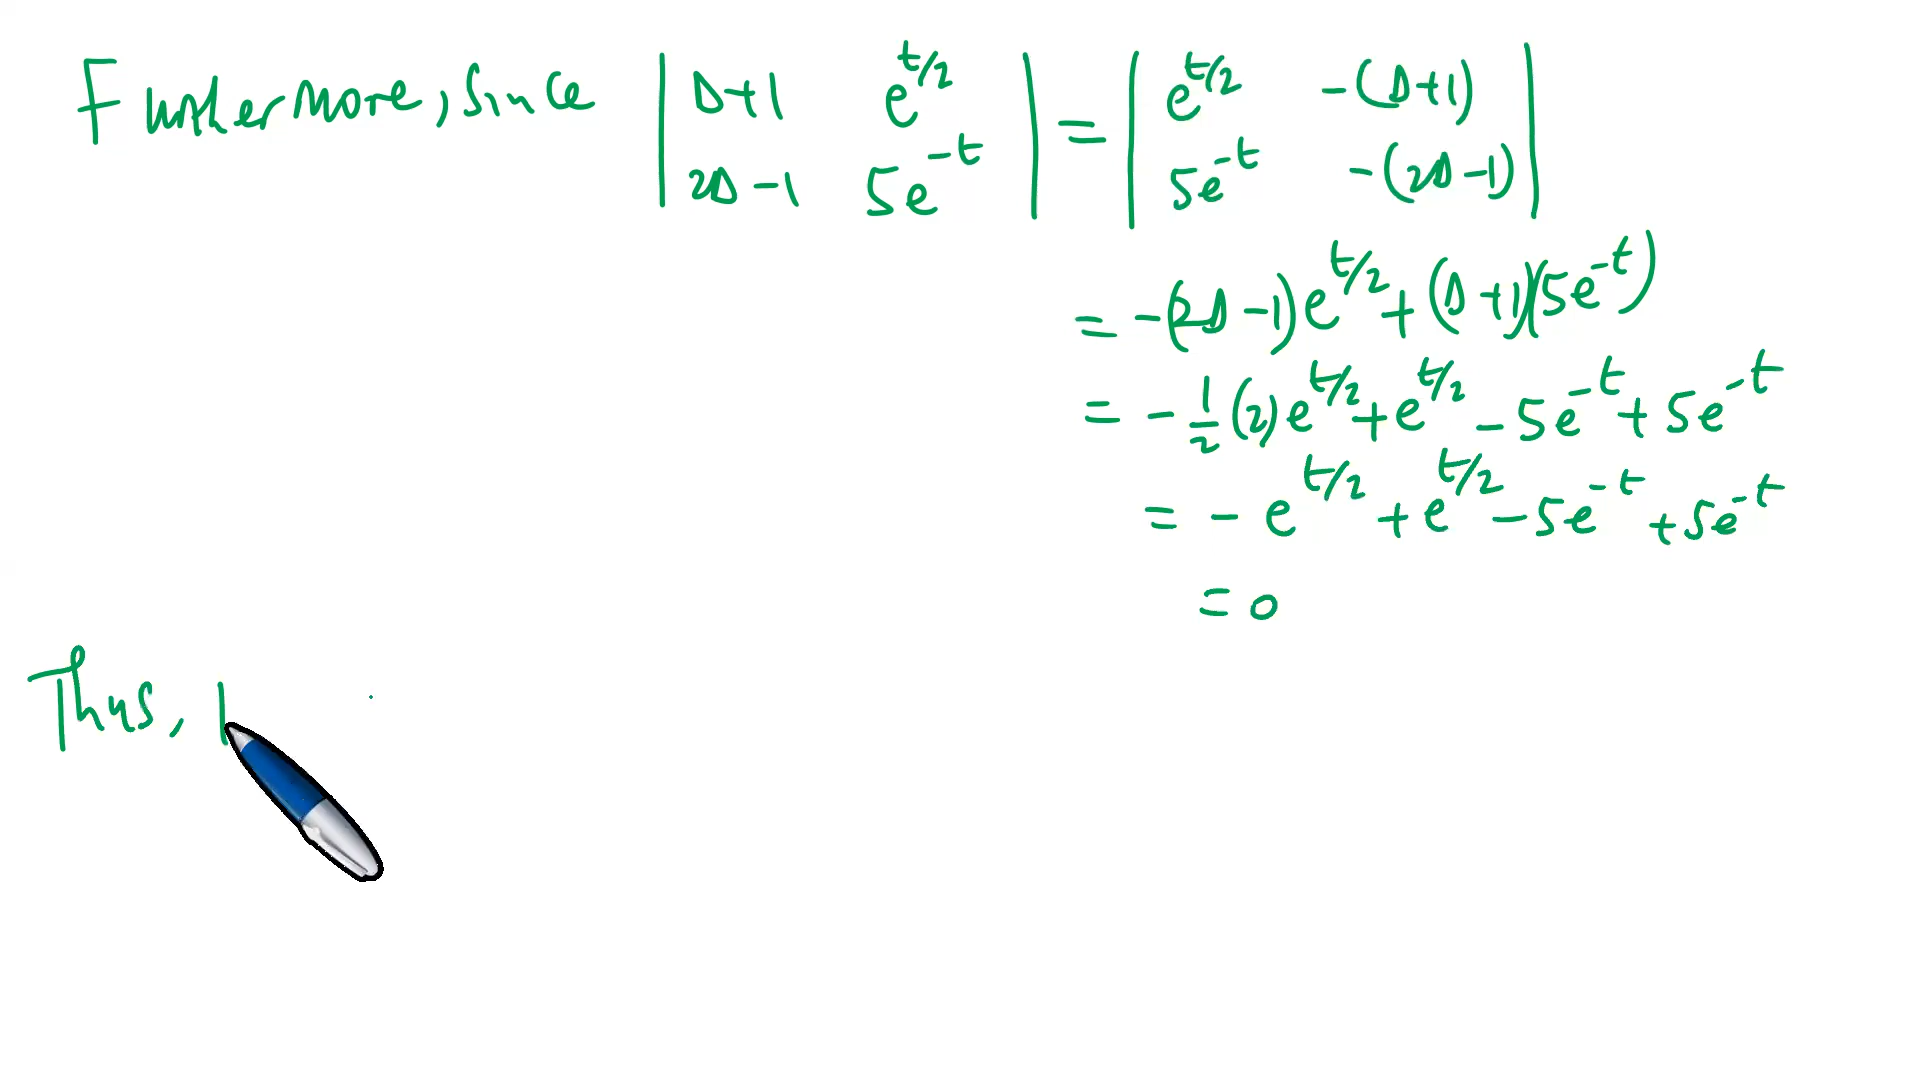 Furthermore, since | D+1 e^{t/2} | = | e^{t/2} -(D+1) |
| 2D-1 5e^{-t} | | 5e^{-t} -(2D-1) |
= -(2D-1)e^{t/2} + (D+1)(5e^{-t})
= -1/2 (2)e^{t/2} + e^{t/2} - 5e^{-t} + 5e^{-t}
= -e^{t/2} + e^{t/2} - 5e^{-t} + 5e^{-t}
= 0
Thus,